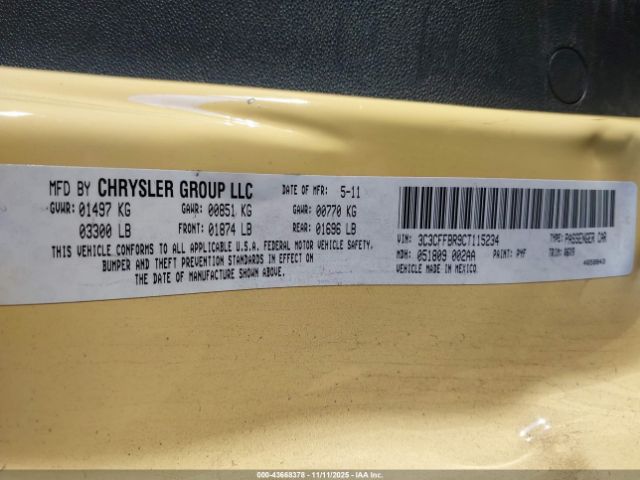 MFD BY CHRYSLER GROUP LLC DATE OF MFR: 5-11
GVWR: 01497 KG GAWR: 00851 KG GAWR: 00770 KG
03300 LB FRONT: 01874 LB REAR: 01696 LB
THIS VEHICLE CONFORMS TO ALL APPLICABLE U.S.A. FEDERAL MOTOR VEHICLE SAFETY,
BUMPER AND THEFT PREVENTION STANDARDS IN EFFECT ON
THE DATE OF MANUFACTURE SHOWN ABOVE.
VIN: 3C3CFFBR9CT115234 TYPE: PASSENGER CAR
MDH: 051809 002AA PAINT: PYF TRIM:
VEHICLE MADE IN MEXICO
000-43668378 - 11/11/2025 - IAA Inc.